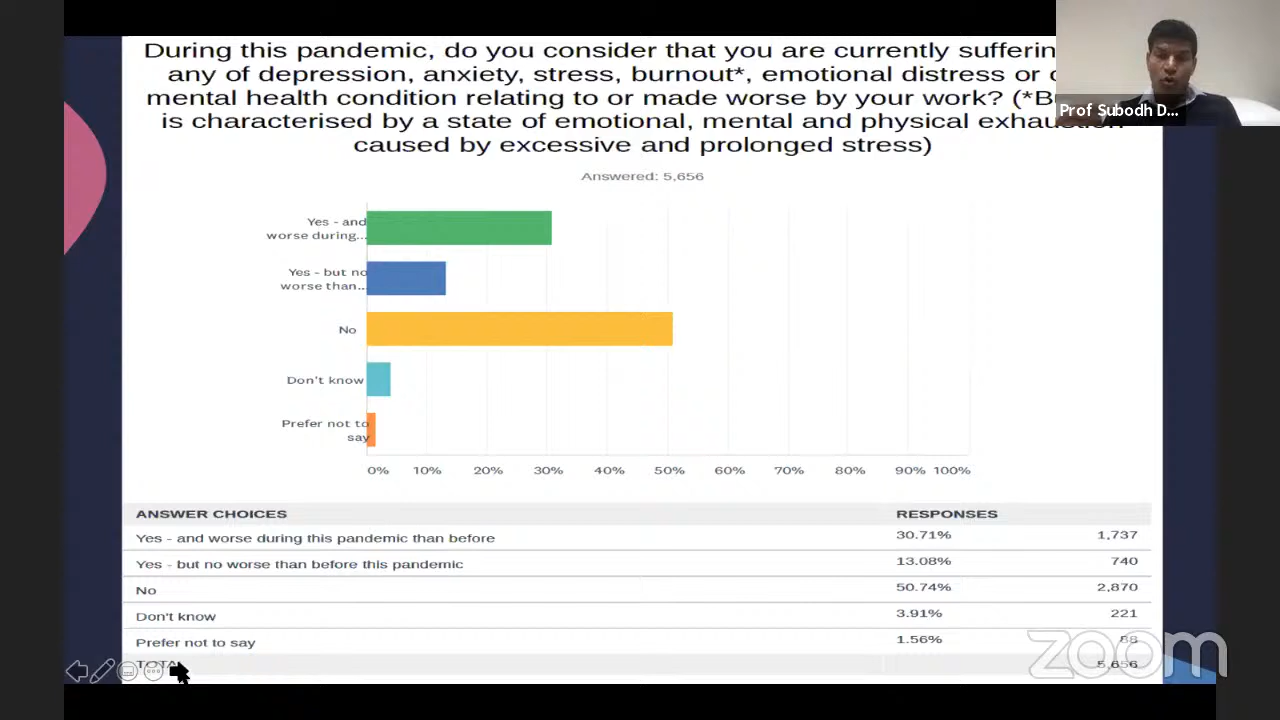 During this pandemic, do you consider that you are currently
any of depression, anxiety, stress, burnout*, emotional distress or
mental health condition relating to or made worse by your work?
is characterised by a state of emotional, mental and physical exhaustion
caused by excessive and prolonged stress)
Prof Subodh D...
Answered: 5,656
Yes - and
worse during...
Yes - but no
worse than...
No
Don't know
Prefer not to
say
0% 10% 20% 30% 40% 50% 60% 70% 80% 90% 100%
ANSWER CHOICES RESPONSES
Yes - and worse during this pandemic than before 30.71% 1,737
Yes - but no worse than before this pandemic 13.08% 740
No 50.74% 2,870
Don't know 3.91% 221
Prefer not to say 1.56% 88
TOTAL 5,656
zoom